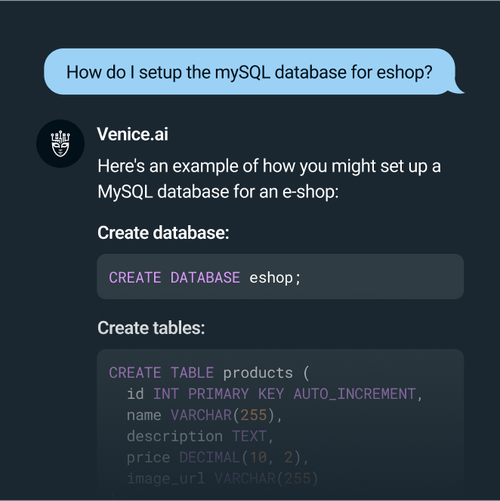 How do I setup the mySQL database for eshop?
Venice.ai
Here's an example of how you might set up a
MySQL database for an e-shop:
Create database:
CREATE DATABASE eshop;
Create tables:
CREATE TABLE products (
id INT PRIMARY KEY AUTO_INCREMENT,
name VARCHAR(255),
description TEXT,
price DECIMAL(10, 2),
image_url VARCHAR(255)